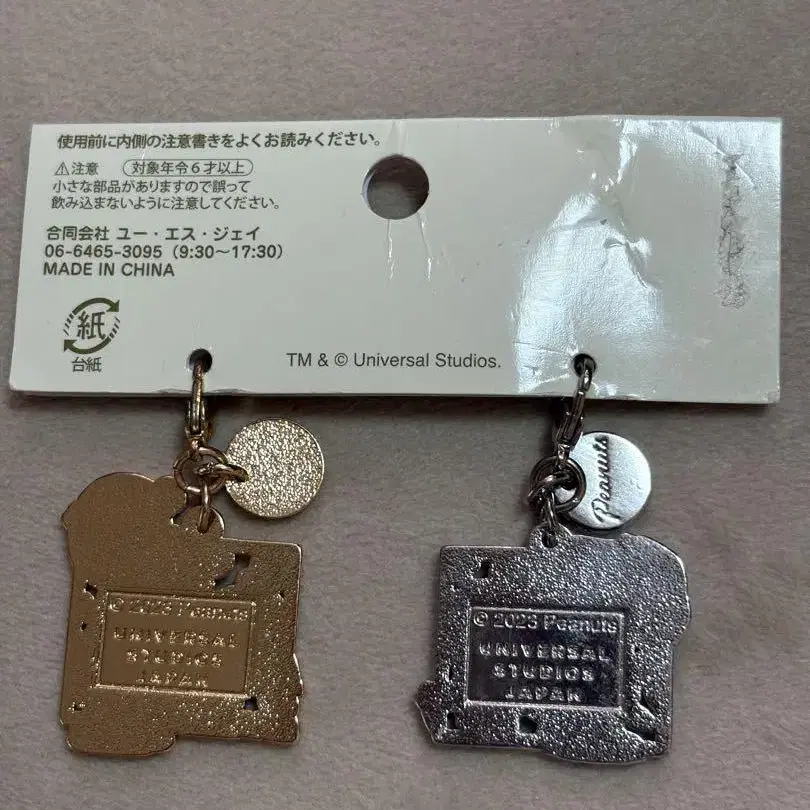 使用前に内側の注意書きをよくお読みください。
⚠注意 対象年令6才以上
小さな部品がありますので誤って
飲み込まないように注意してください。
合同会社 ユー・エス・ジェイ
06-6465-3095（9:30～17:30）
MADE IN CHINA
紙
台紙
TM & © Universal Studios.
Peanuts
© 2023 Peanuts
UNIVERSAL
STUDIOS
JAPAN
© 2023 Peanuts
UNIVERSAL
STUDIOS
JAPAN